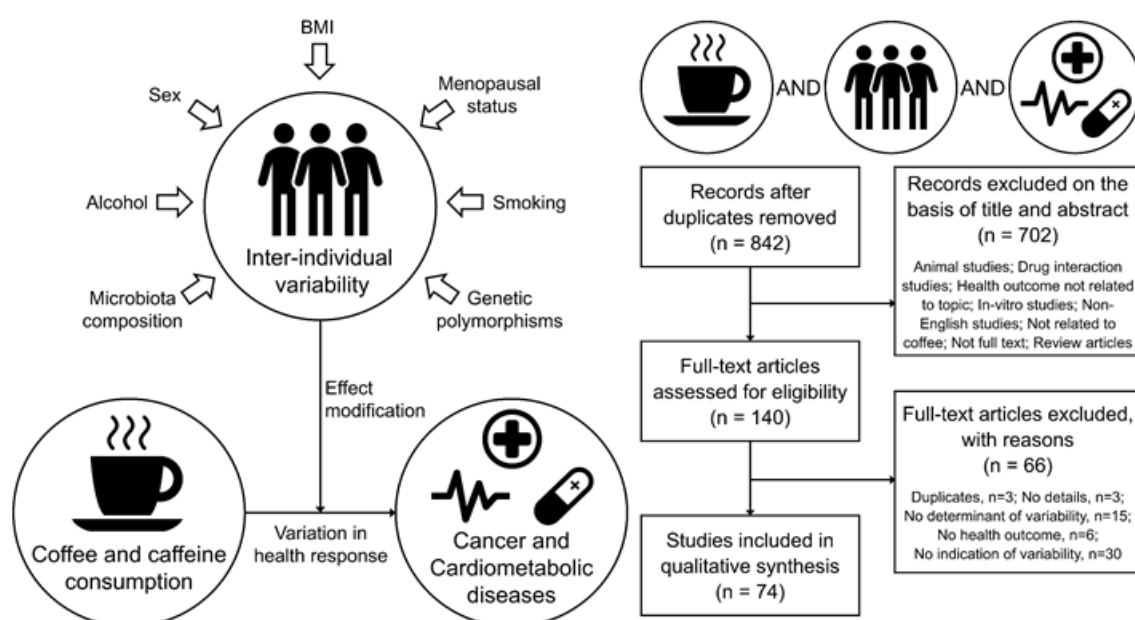 BMI
Sex
Menopausal
status
Alcohol
Smoking
Inter-individual
variability
Microbiota
composition
Genetic
polymorphisms
Effect
modification
Coffee and caffeine
consumption
Variation in
health response
Cancer and
Cardiometabolic
diseases
AND
AND
Records after
duplicates removed
(n = 842)
Records excluded on the
basis of title and abstract
(n = 702)
Animal studies; Drug interaction
studies; Health outcome not related
to topic; In-vitro studies; Non-
English studies; Not related to
coffee; Not full text; Review articles
Full-text articles
assessed for eligibility
(n = 140)
Full-text articles excluded,
with reasons
(n = 66)
Duplicates, n=3; No details, n=3;
No determinant of variability, n=15;
No health outcome, n=6;
No indication of variability, n=30
Studies included in
qualitative synthesis
(n = 74)